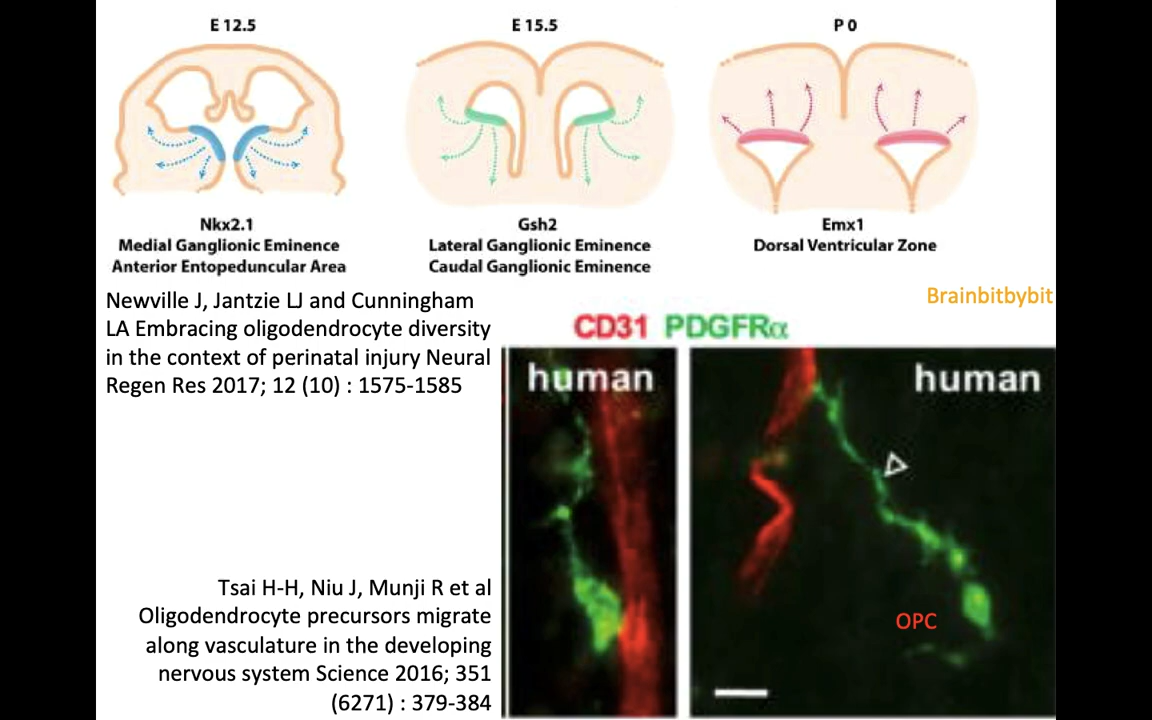 E 12.5
E 15.5
P 0
Nkx2.1
Medial Ganglionic Eminence
Anterior Entopeduncular Area
Gsh2
Lateral Ganglionic Eminence
Caudal Ganglionic Eminence
Emx1
Dorsal Ventricular Zone
Newville J, Jantzie LJ and Cunningham
LA Embracing oligodendrocyte diversity
in the context of perinatal injury Neural
Regen Res 2017; 12 (10) : 1575-1585
Brainbitbybit
CD31 PDGFRα
human
human
OPC
Tsai H-H, Niu J, Munji R et al
Oligodendrocyte precursors migrate
along vasculature in the developing
nervous system Science 2016; 351
(6271) : 379-384